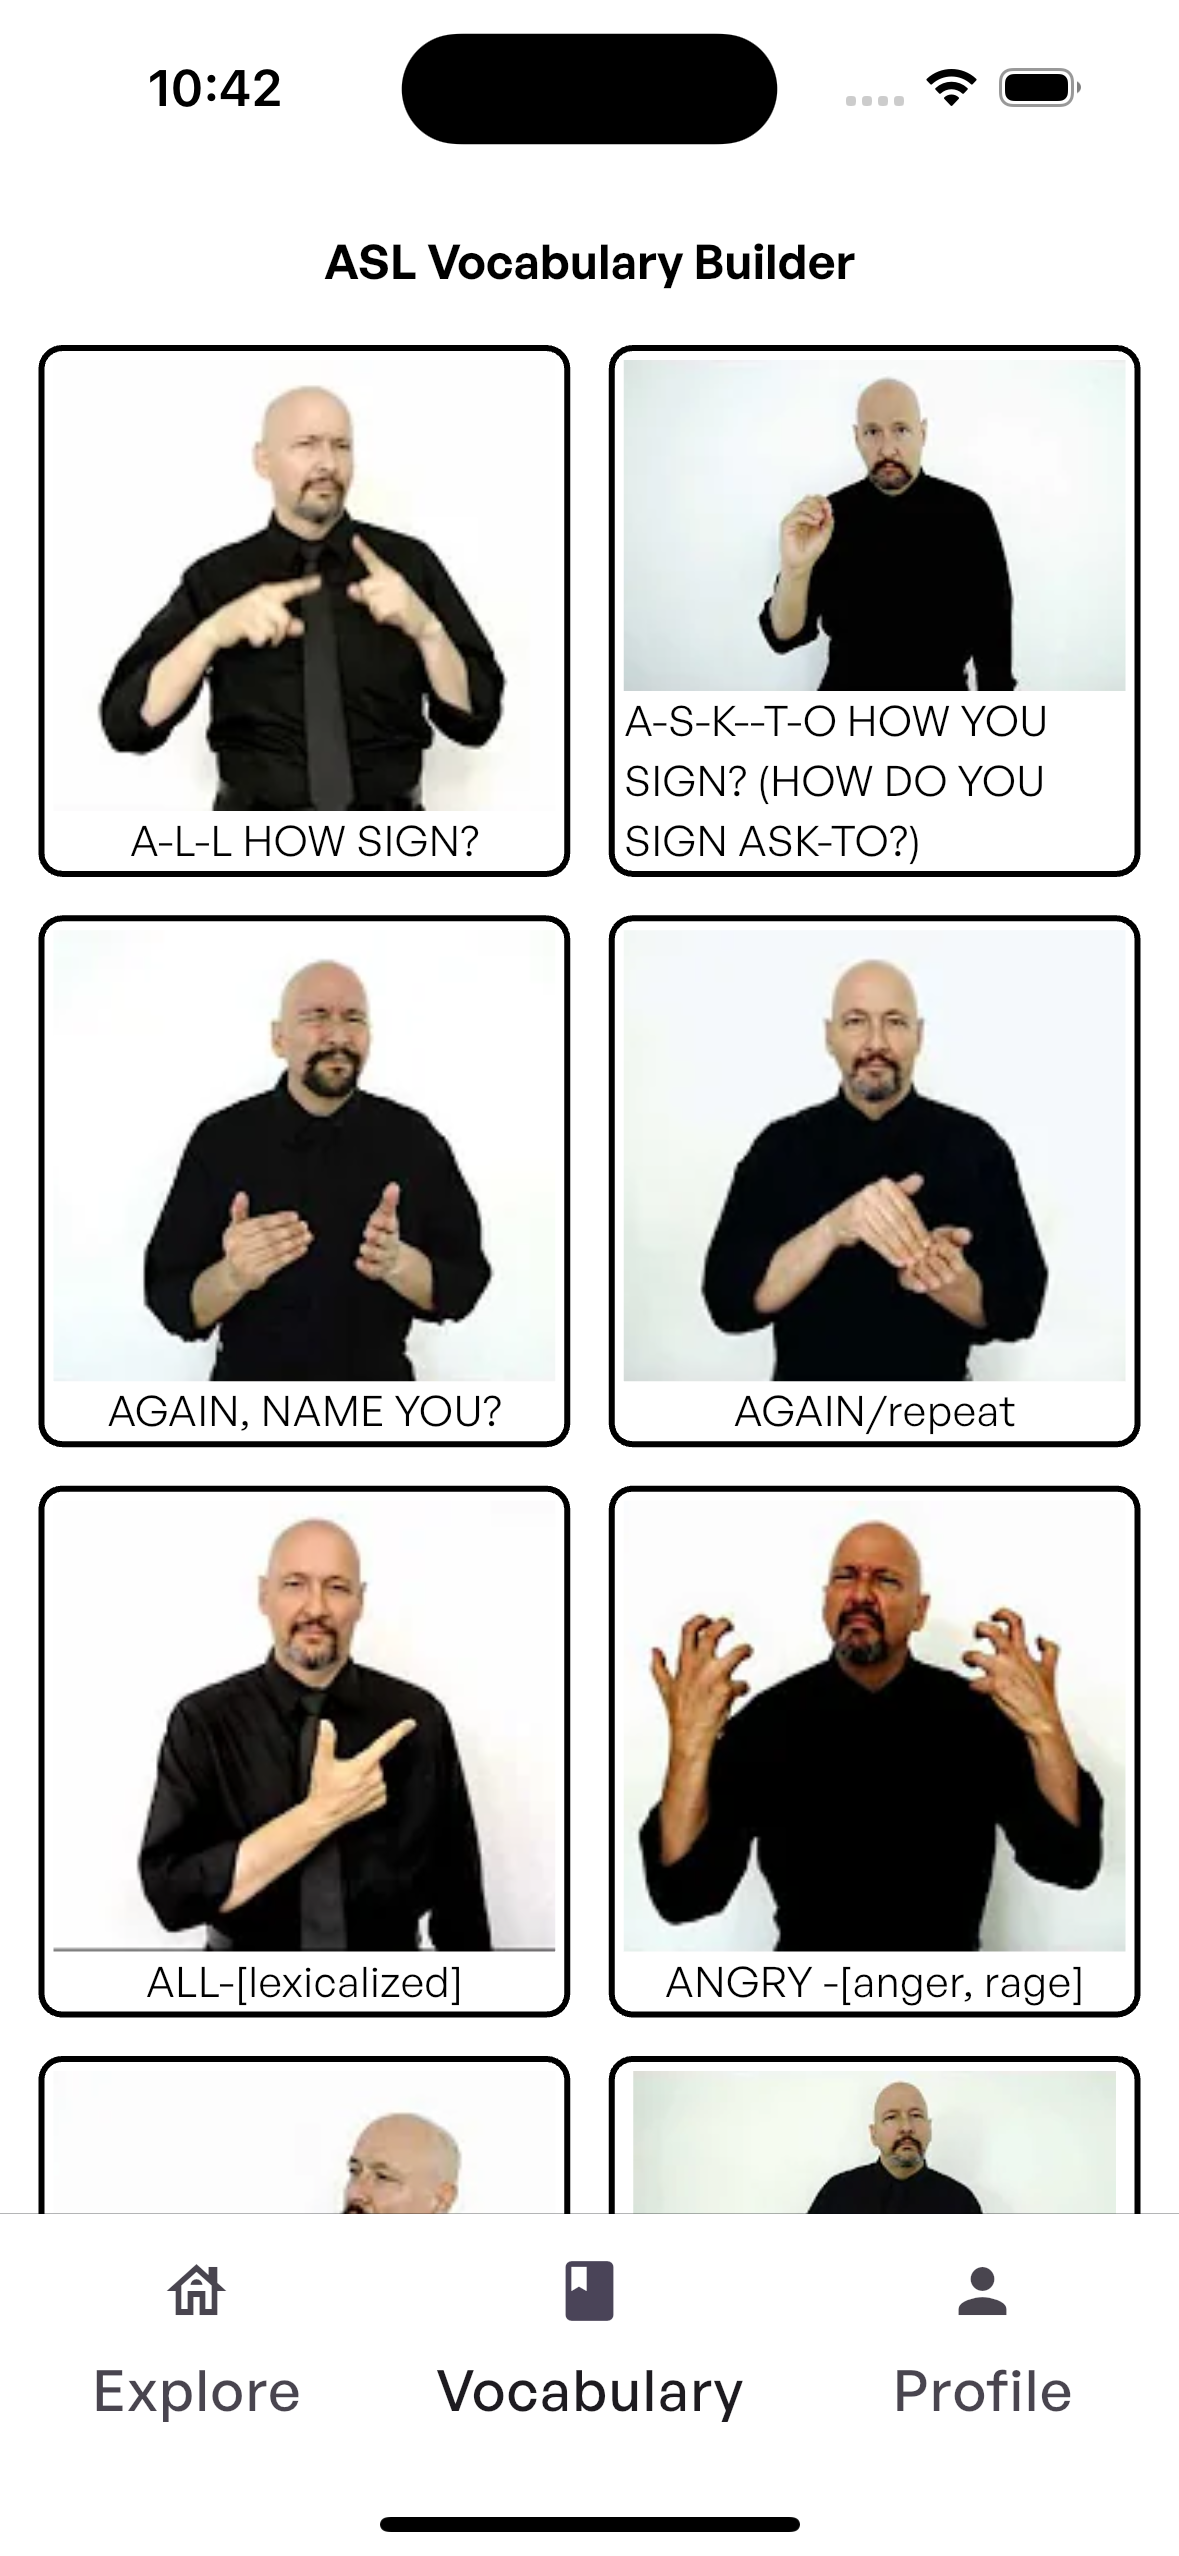 10:42
ASL Vocabulary Builder
A-L-L HOW SIGN?
A-S-K--T-O HOW YOU
SIGN? (HOW DO YOU
SIGN ASK-TO?)
AGAIN, NAME YOU?
AGAIN/repeat
ALL-[lexicalized]
ANGRY -[anger, rage]
Explore
Vocabulary
Profile